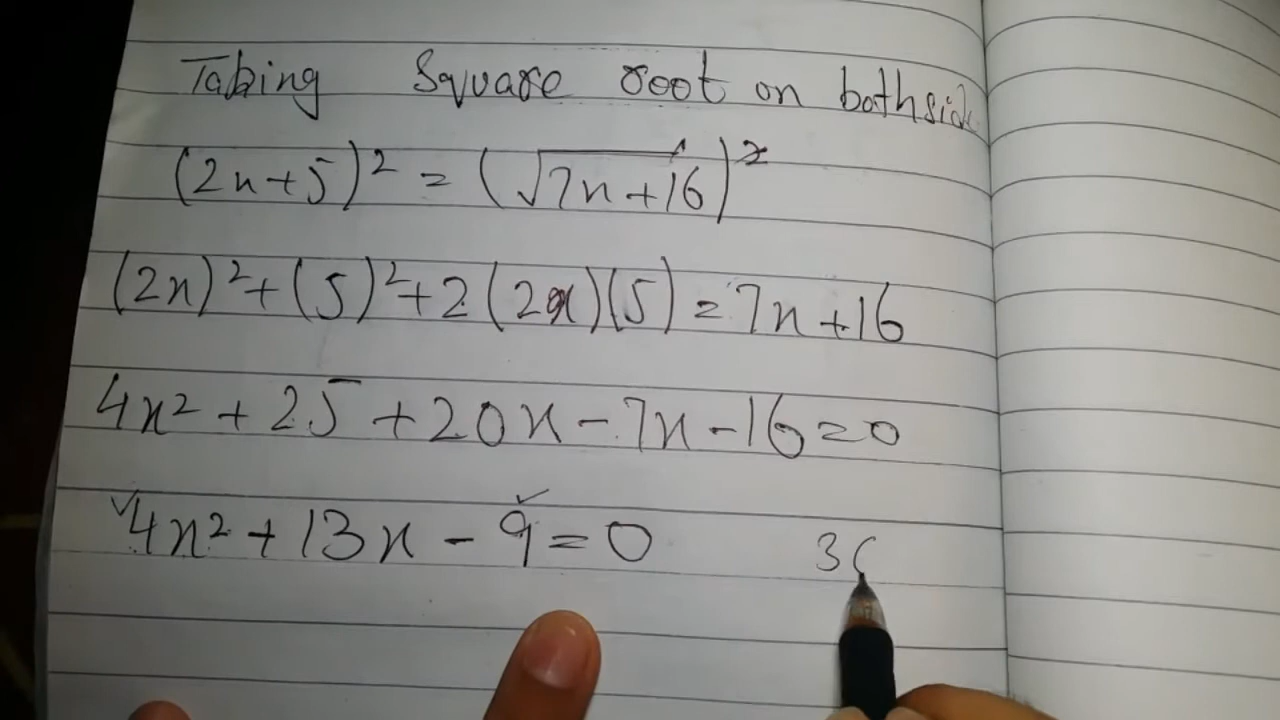 Taking Square root on bothside
(2x+5)² = (√7x+16)²
(2x)²+(5)²+2(2x)(5)=7x+16
4x²+25+20x-7x-16=0
4x²+13x-9=0 3